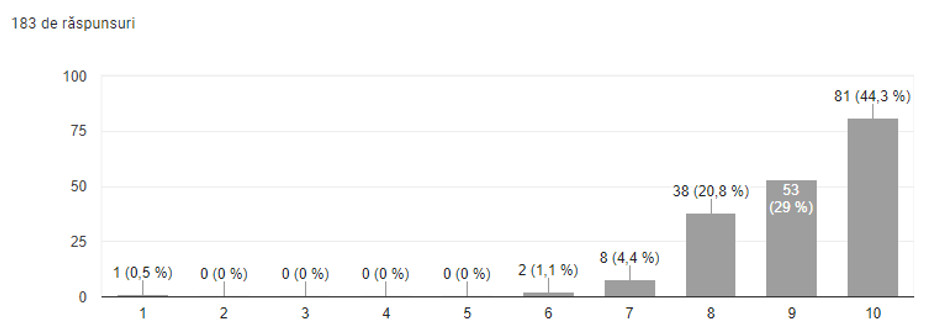 183 de răspunsuri
100
75
50
25
0
1 (0,5 %)
0 (0 %)
0 (0 %)
0 (0 %)
0 (0 %)
2 (1,1 %)
8 (4,4 %)
38 (20,8 %)
53
(29 %)
81 (44,3 %)
1 2 3 4 5 6 7 8 9 10